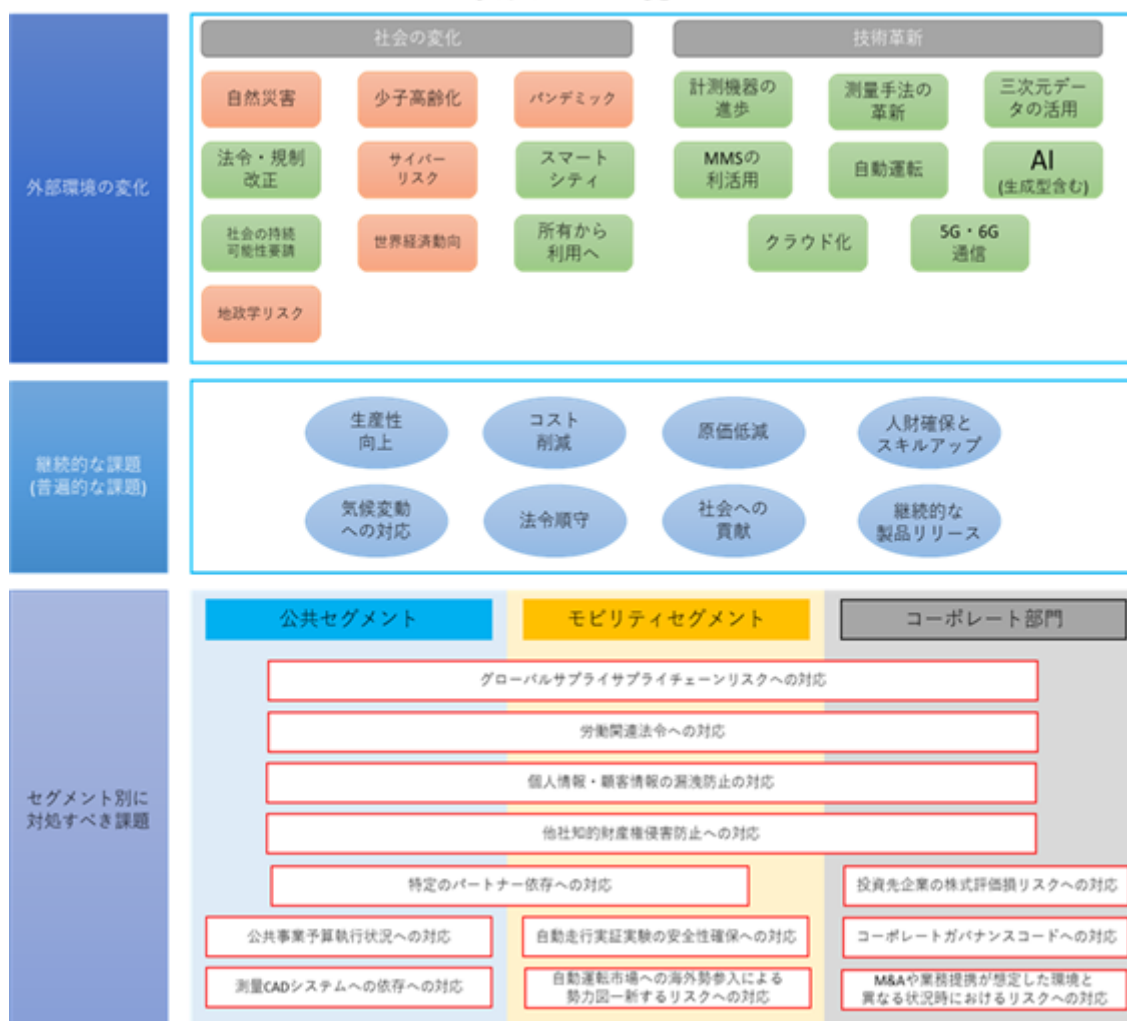 外部環境の変化
社会の変化
技術革新
自然災害
少子高齢化
パンデミック
計測機器の
進歩
測量手法の
革新
三次元デー
タの活用
法令・規制
改正
サイバー
リスク
スマート
シティ
MMSの
利活用
自動運転
AI
(生成型含む)
社会の持続
可能性要請
世界経済動向
所有から
利用へ
クラウド化
5G・6G
通信
地政学リスク
継続的な課題
(普遍的な課題)
生産性
向上
コスト
削減
原価低減
人財確保と
スキルアップ
気候変動
への対応
法令順守
社会への
貢献
継続的な
製品リリース
セグメント別に
対処すべき課題
公共セグメント
モビリティセグメント
コーポレート部門
グローバルサプライサプライチェーンリスクへの対応
労働関連法令への対応
個人情報・顧客情報の漏洩防止の対応
他社知的財産権侵害防止への対応
特定のパートナー依存への対応
投資先企業の株式評価損リスクへの対応
公共事業予算執行状況への対応
自動走行実証実験の安全性確保への対応
コーポレートガバナンスコードへの対応
測量CADシステムへの依存への対応
自動運転市場への海外勢参入による
勢力図一新するリスクへの対応
M&Aや業務提携が想定した環境と
異なる状況時におけるリスクへの対応